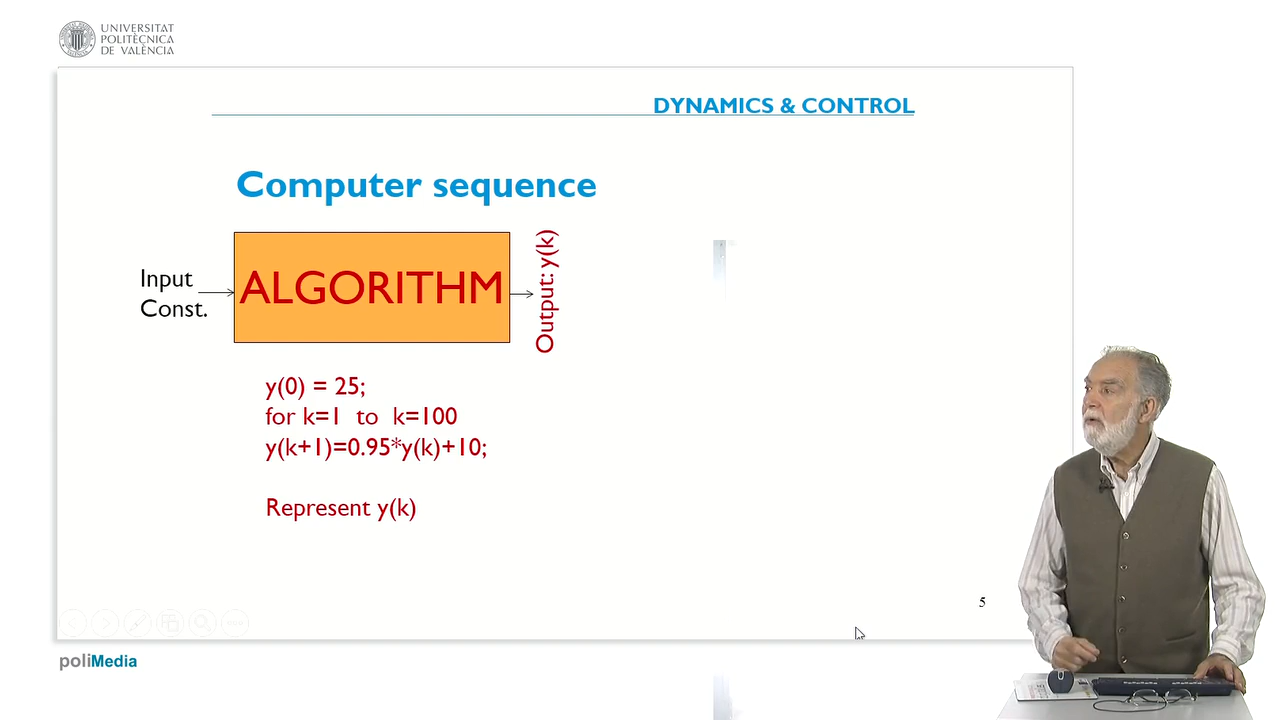 UNIVERSITAT
POLITÈCNICA
DE VALÈNCIA
DYNAMICS & CONTROL
Computer sequence
Input
Const.
ALGORITHM
Output: y(k)
y(0) = 25;
for k=1 to k=100
y(k+1)=0.95*y(k)+10;
Represent y(k)
5
poliMedia